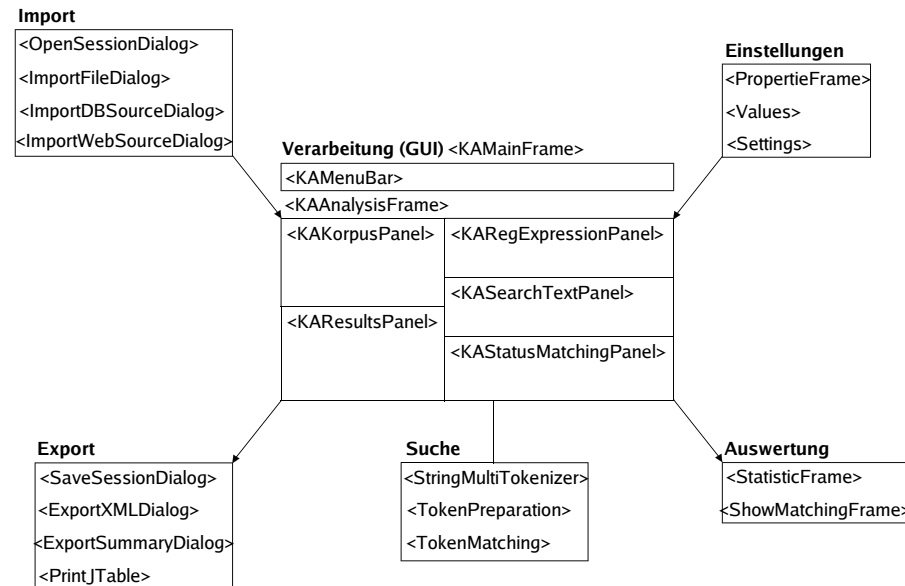 Import
<OpenSessionDialog>
<ImportFileDialog>
<ImportDBSourceDialog>
<ImportWebSourceDialog>
Einstellungen
<PropertieFrame>
<Values>
<Settings>
Verarbeitung (GUI) <KAMainFrame>
<KAMenuBar>
<KAAnalysisFrame>
<KAKorpusPanel>
<KARegExpressionPanel>
<KASearchTextPanel>
<KAResultsPanel>
<KAStatusMatchingPanel>
Export
<SaveSessionDialog>
<ExportXMLDialog>
<ExportSummaryDialog>
<PrintJTable>
Suche
<StringMultiTokenizer>
<TokenPreparation>
<TokenMatching>
Auswertung
<StatisticFrame>
<ShowMatchingFrame>